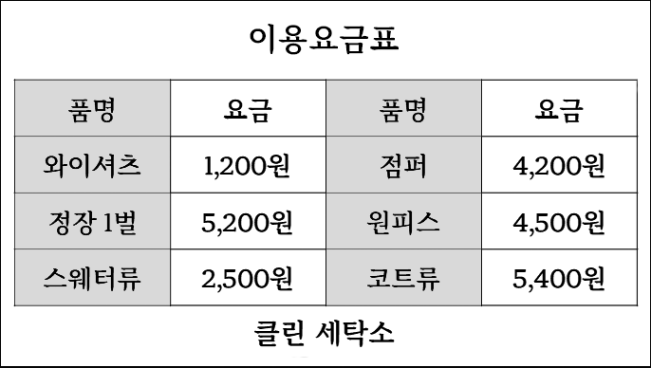 이용요금표
품명 요금 품명 요금
와이셔츠 1,200원 점퍼 4,200원
정장 1벌 5,200원 원피스 4,500원
스웨터류 2,500원 코트류 5,400원
클린 세탁소